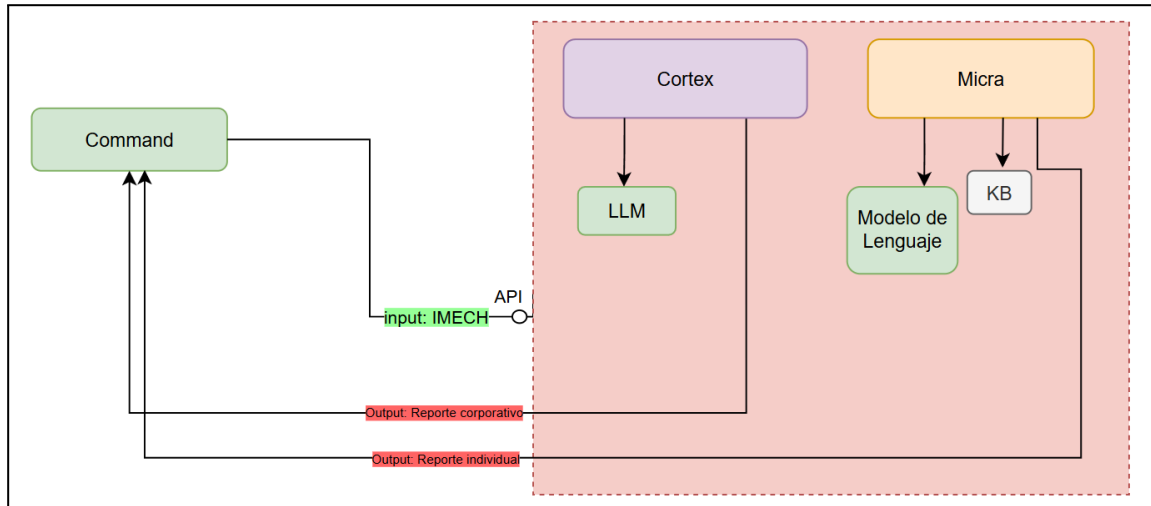 Cortex
Micra
Command
LLM
KB
Modelo de
Lenguaje
API
input: IMECH
Output: Reporte corporativo
Output: Reporte individual